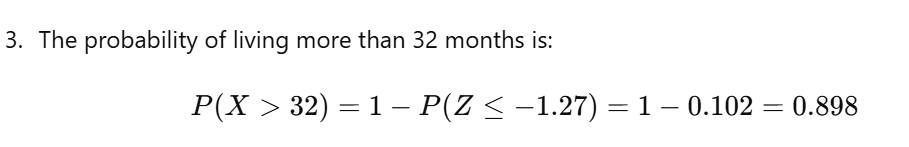 3. The probability of living more than 32 months is:
P(X > 32) = 1 − P(Z ≤ −1.27) = 1 − 0.102 = 0.898